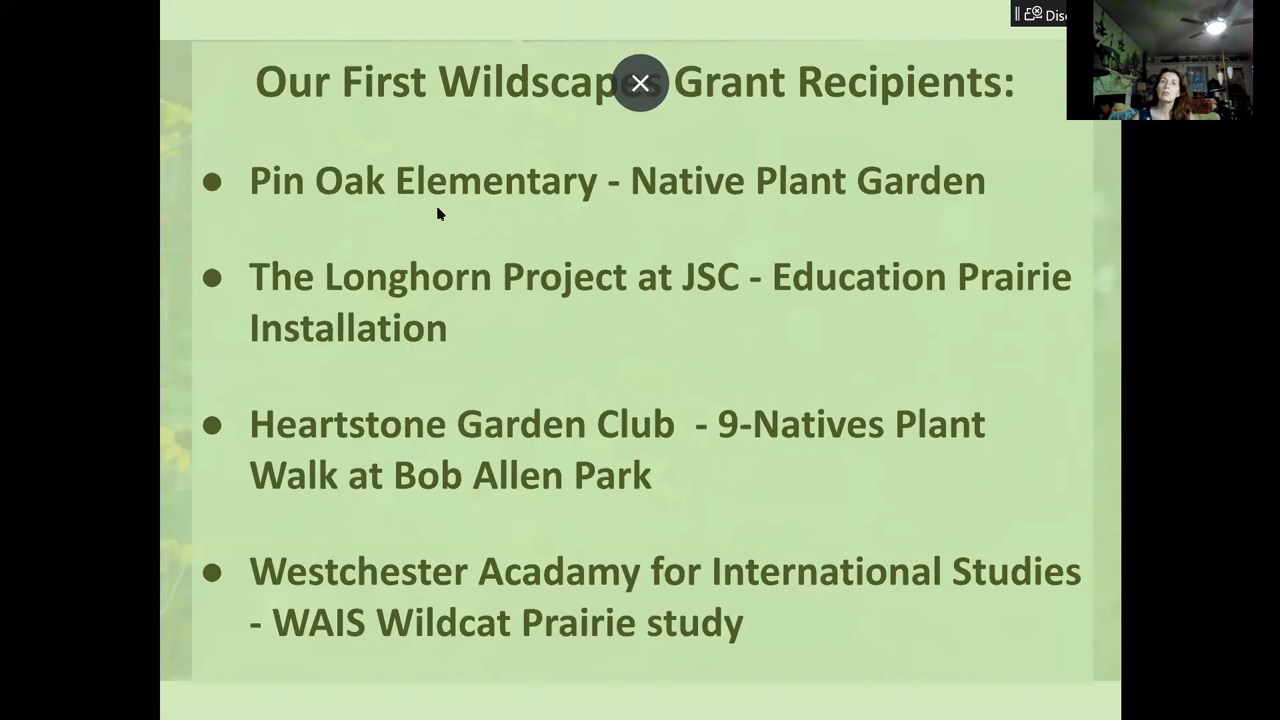 Disc
Our First Wildscapes Grant Recipients:
● Pin Oak Elementary - Native Plant Garden
● The Longhorn Project at JSC - Education Prairie
Installation
● Heartstone Garden Club - 9-Natives Plant
Walk at Bob Allen Park
● Westchester Acadamy for International Studies
- WAIS Wildcat Prairie study